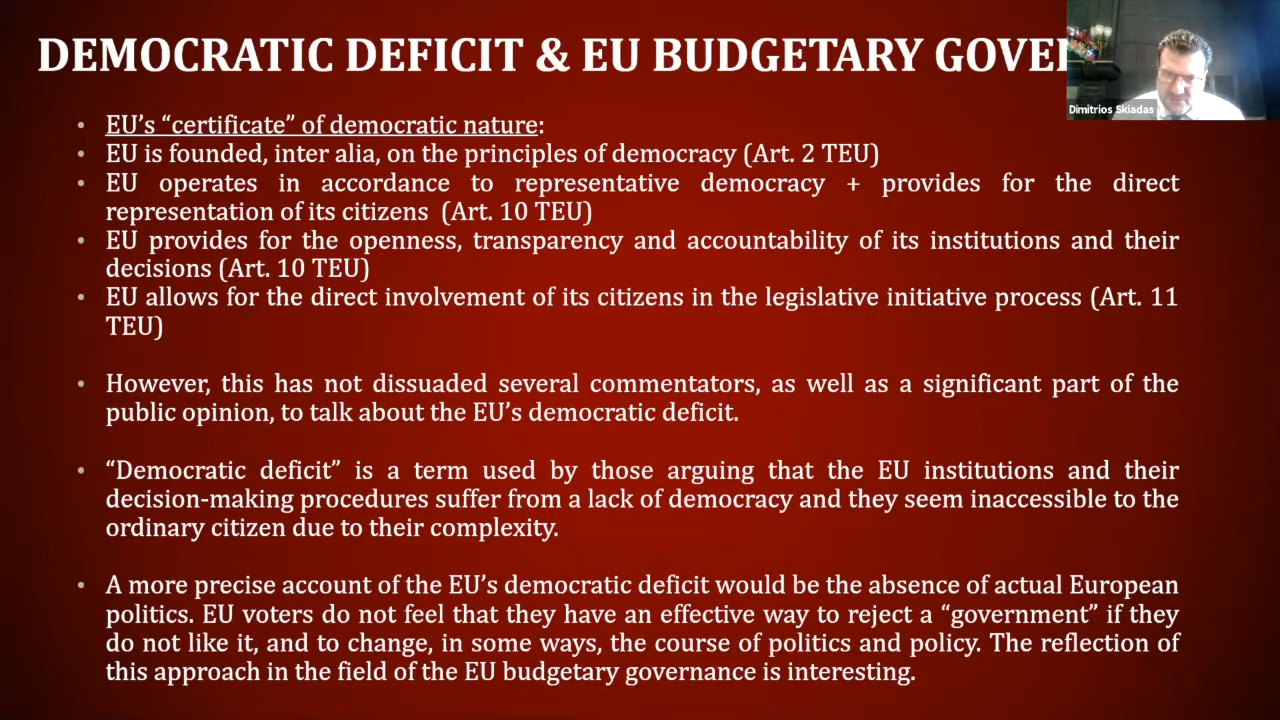 DEMOCRATIC DEFICIT & EU BUDGETARY GOVE
Dimitrios Skiadas
• EU's “certificate” of democratic nature:
• EU is founded, inter alia, on the principles of democracy (Art. 2 TEU)
• EU operates in accordance to representative democracy + provides for the direct
representation of its citizens (Art. 10 TEU)
• EU provides for the openness, transparency and accountability of its institutions and their
decisions (Art. 10 TEU)
• EU allows for the direct involvement of its citizens in the legislative initiative process (Art. 11
TEU)
• However, this has not dissuaded several commentators, as well as a significant part of the
public opinion, to talk about the EU's democratic deficit.
• “Democratic deficit” is a term used by those arguing that the EU institutions and their
decision-making procedures suffer from a lack of democracy and they seem inaccessible to the
ordinary citizen due to their complexity.
• A more precise account of the EU's democratic deficit would be the absence of actual European
politics. EU voters do not feel that they have an effective way to reject a “government” if they
do not like it, and to change, in some ways, the course of politics and policy. The reflection of
this approach in the field of the EU budgetary governance is interesting.